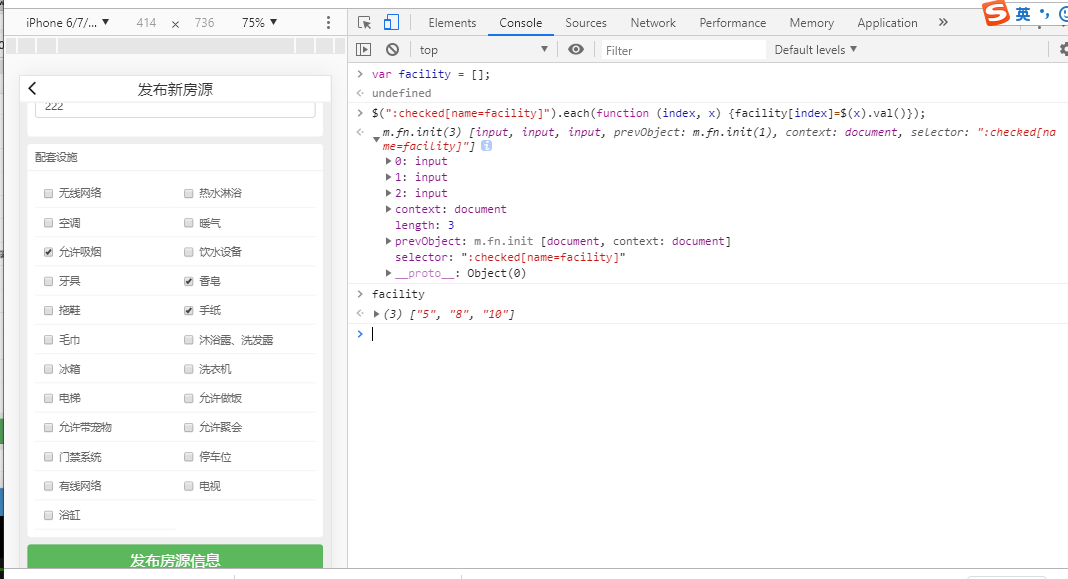 iPhone 6/7/... ▼ 414 × 736 75% ▼
Elements Console Sources Network Performance Memory Application »
英
top ▼ Filter Default levels ▼
发布新房源
222
配套设施
无线网络 热水淋浴
空调 暖气
允许吸烟 饮水设备
牙具 香皂
拖鞋 手纸
毛巾 沐浴露、洗发露
冰箱 洗衣机
电梯 允许做饭
允许带宠物 允许聚会
门禁系统 停车位
有线网络 电视
浴缸
发布房源信息
> var facility = [];
undefined
> $(":checked[name=facility]").each(function (index, x) {facility[index]=$(x).val()});
m.fn.init(3) [input, input, input, prevObject: m.fn.init(1), context: document, selector: ":checked[na
me=facility]"]
0: input
1: input
2: input
context: document
length: 3
prevObject: m.fn.init [document, context: document]
selector: ":checked[name=facility]"
__proto__: Object(0)
> facility
(3) ["5", "8", "10"]
>